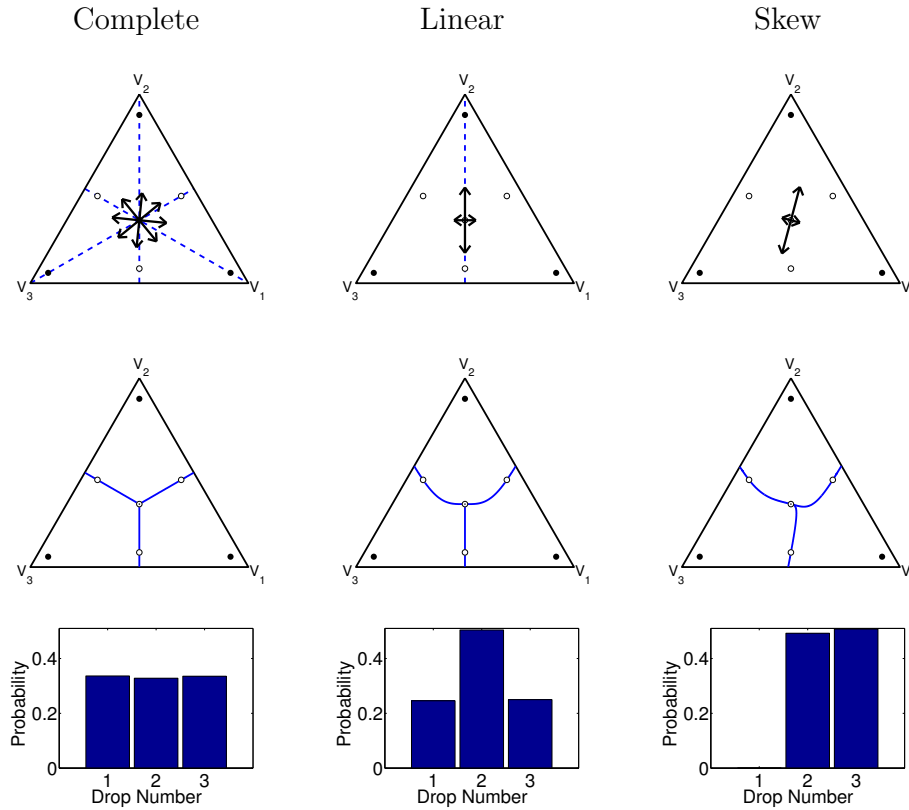 Complete Linear Skew
V2 V2 V2
V3 V1 V3 V1 V3 V
V2 V2 V2
V3 V1 V3 V1 V3 V
Probability
0.4
0.2
0
1 2 3
Drop Number
Probability
0.4
0.2
0
1 2 3
Drop Number
Probability
0.4
0.2
0
1 2 3
Drop Number